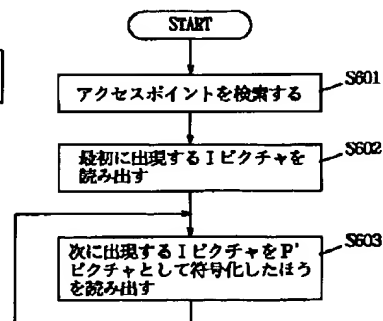 START
S601
アクセスポイントを検索する
S602
最初に出現するIピクチャを
読み出す
S603
次に出現するIピクチャをP'
ピクチャとして符号化したほう
を読み出す